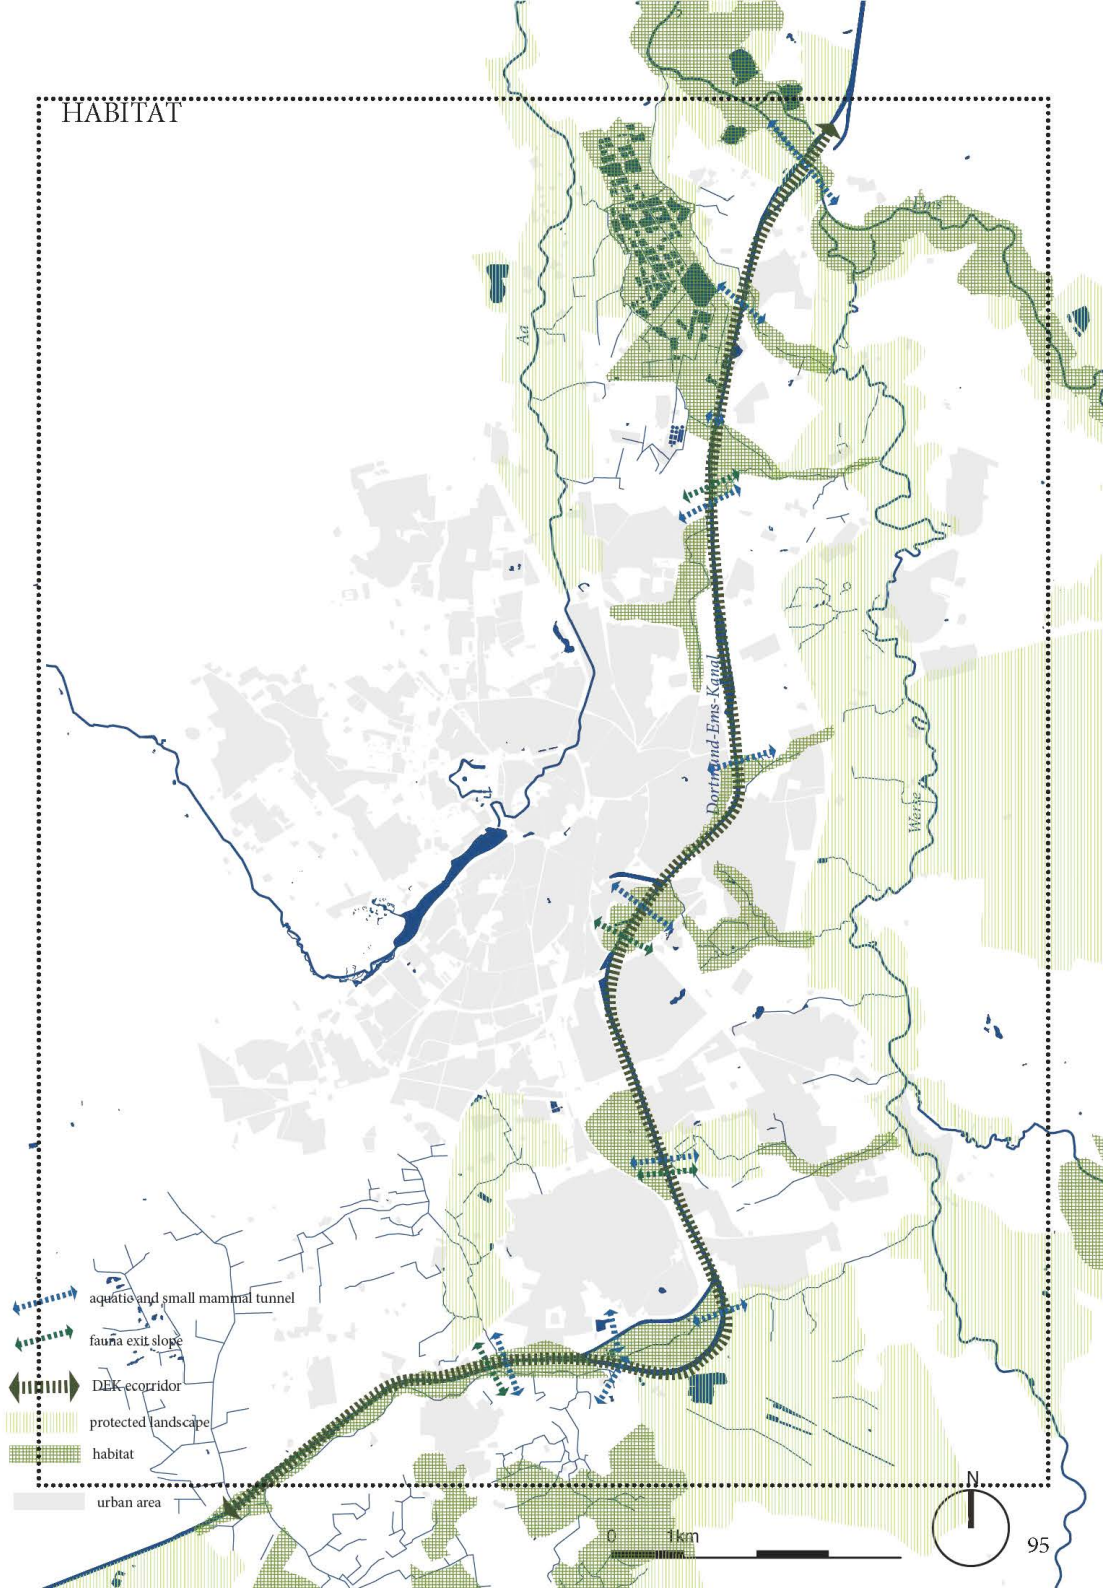 HABITAT
Ems
Aa
Dortmund-Ems-Kanal
Werse
aquatic and small mammal tunnel
fauna exit slope
DEK ecorridor
protected landscape
habitat
urban area
N
0 1km
95